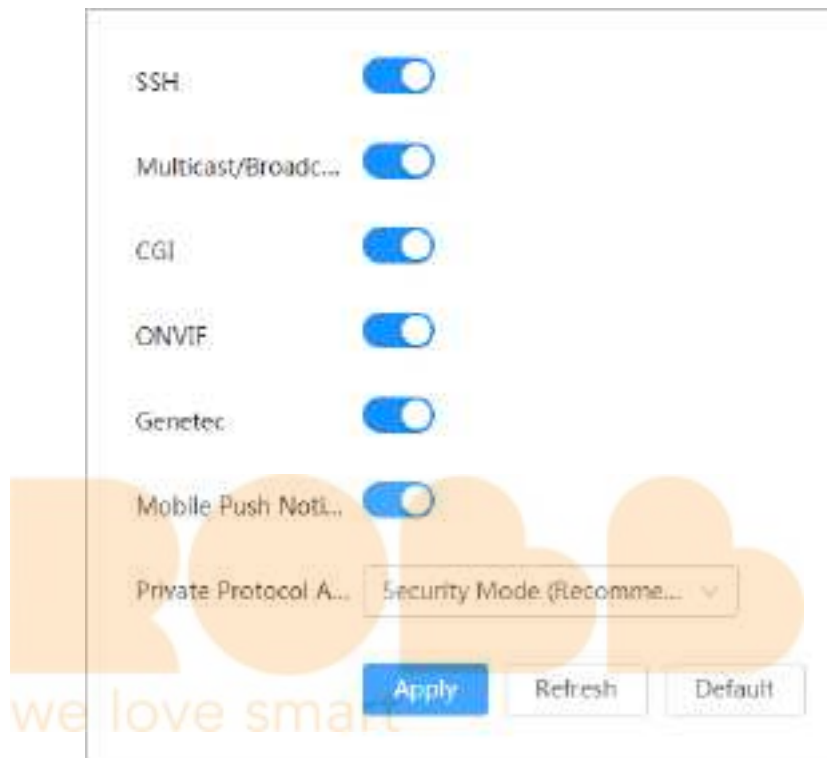 SSH
Multicast/Broadc...
CGI
ONVIF
Genetec
Mobile Push Noti...
Private Protocol A... Security Mode (Recomme...
Apply Refresh Default
ROBB
we love smart